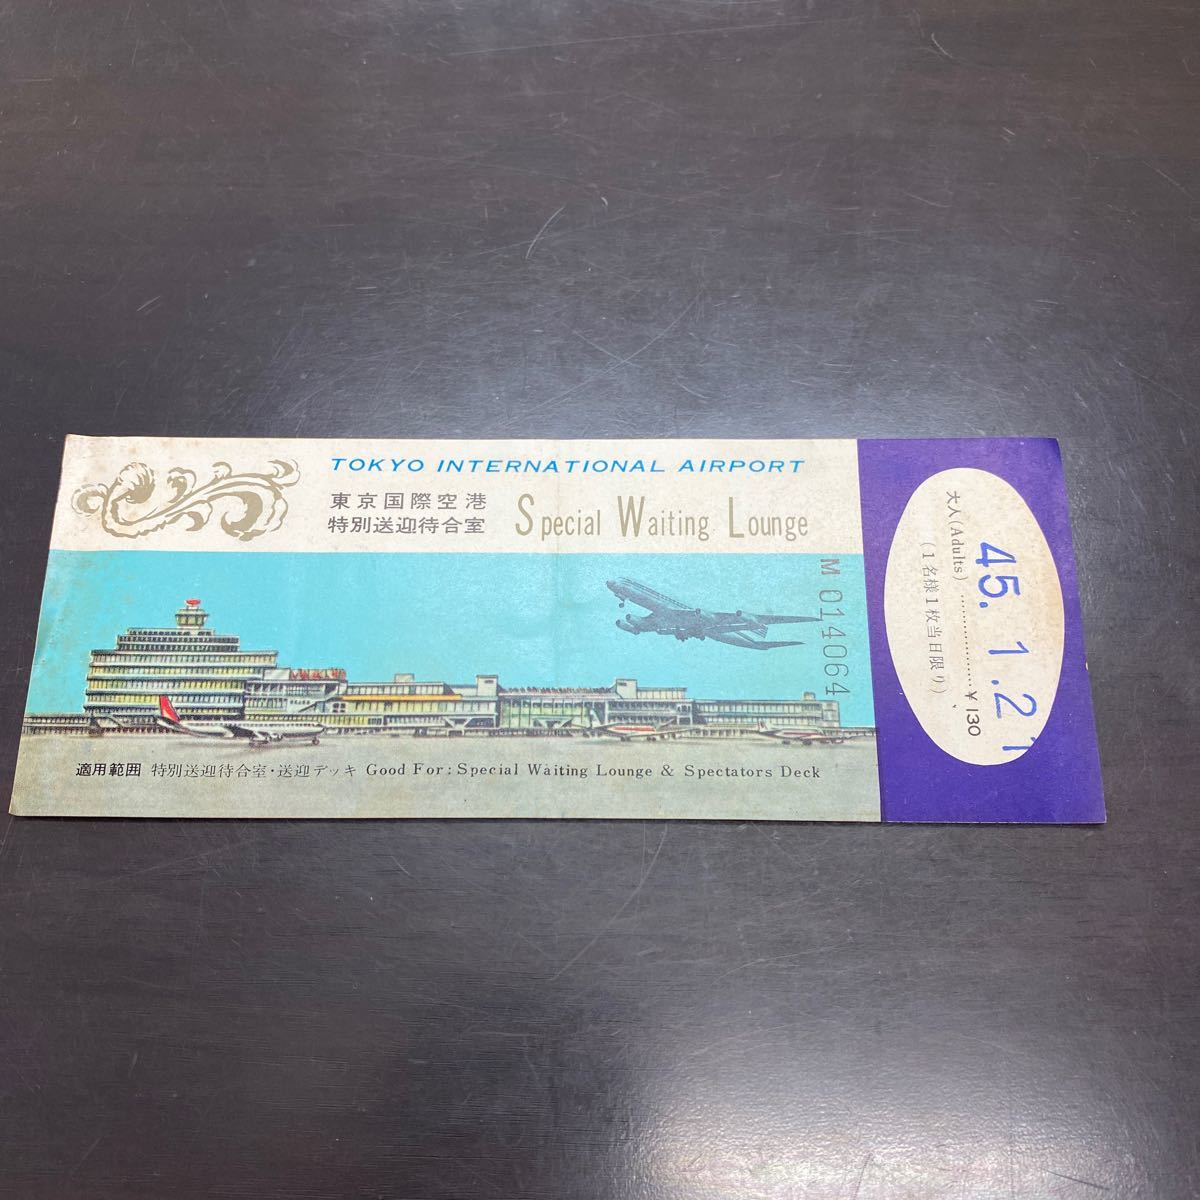 TOKYO INTERNATIONAL AIRPORT
東京国際空港
特別送迎待合室 Special Waiting Lounge
M 014064
適用範囲 特別送迎待合室・送迎デッキ Good For: Special Waiting Lounge & Spectators Deck
45. 1. 21
大人(Adults)……………¥130
(1名様1枚当日限り)